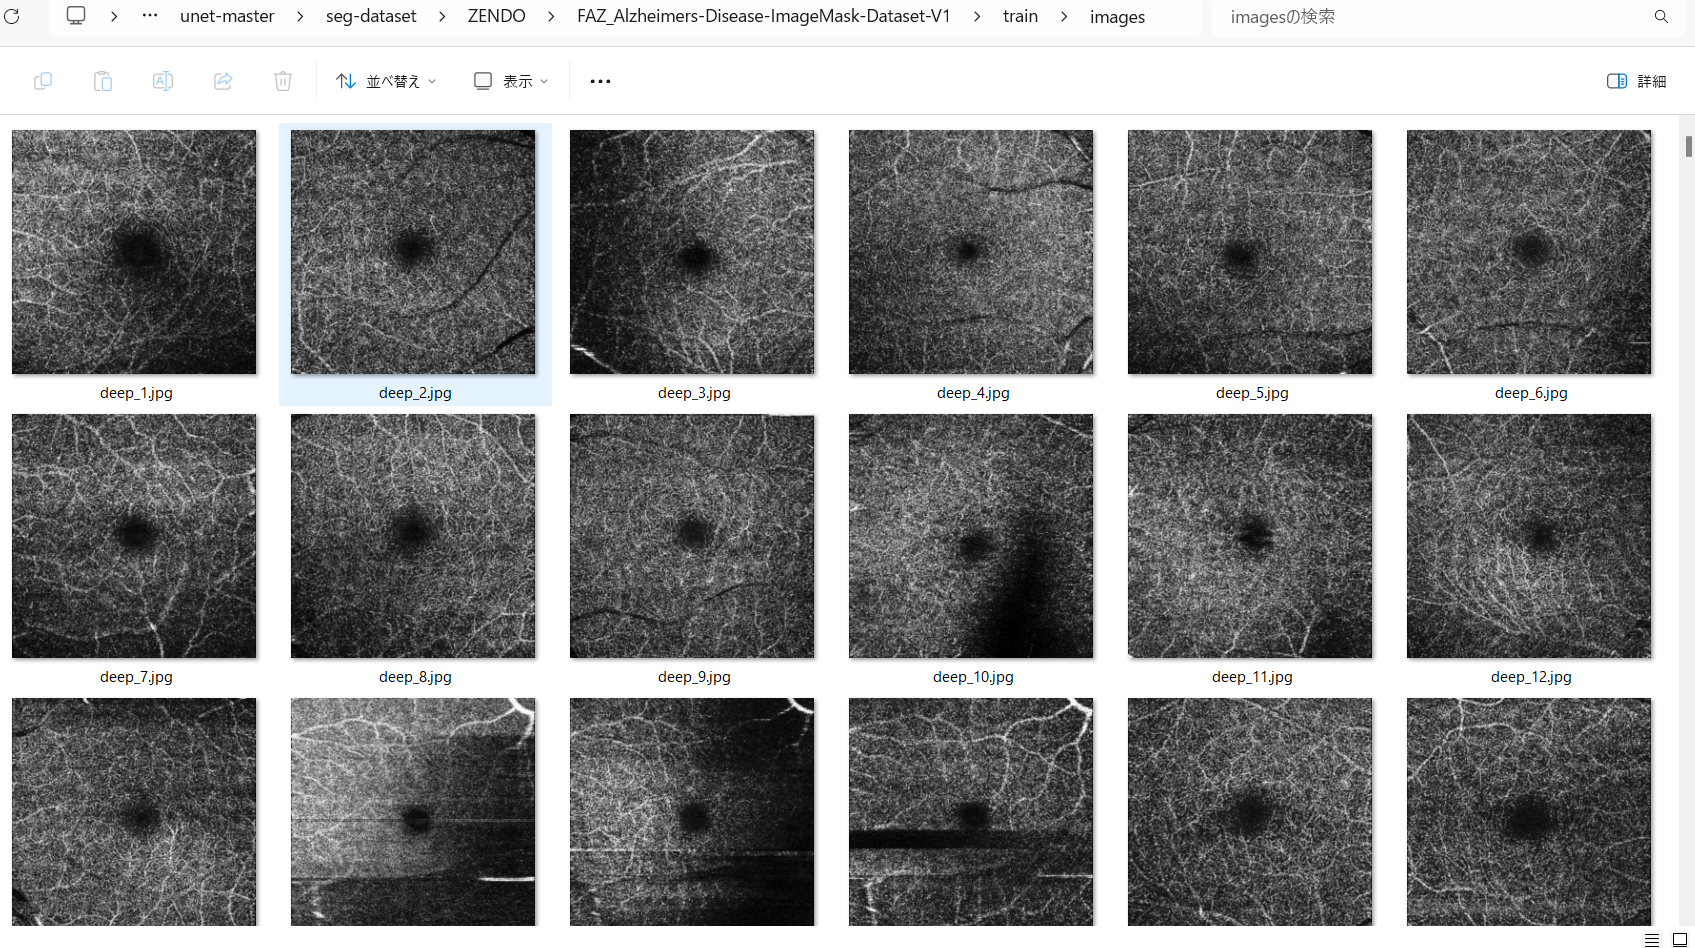 unet-master > seg-dataset > ZENDO > FAZ_Alzheimers-Disease-ImageMask-Dataset-V1 > train > images
imagesの検索
並べ替え
表示
詳細
deep_1.jpg
deep_2.jpg
deep_3.jpg
deep_4.jpg
deep_5.jpg
deep_6.jpg
deep_7.jpg
deep_8.jpg
deep_9.jpg
deep_10.jpg
deep_11.jpg
deep_12.jpg